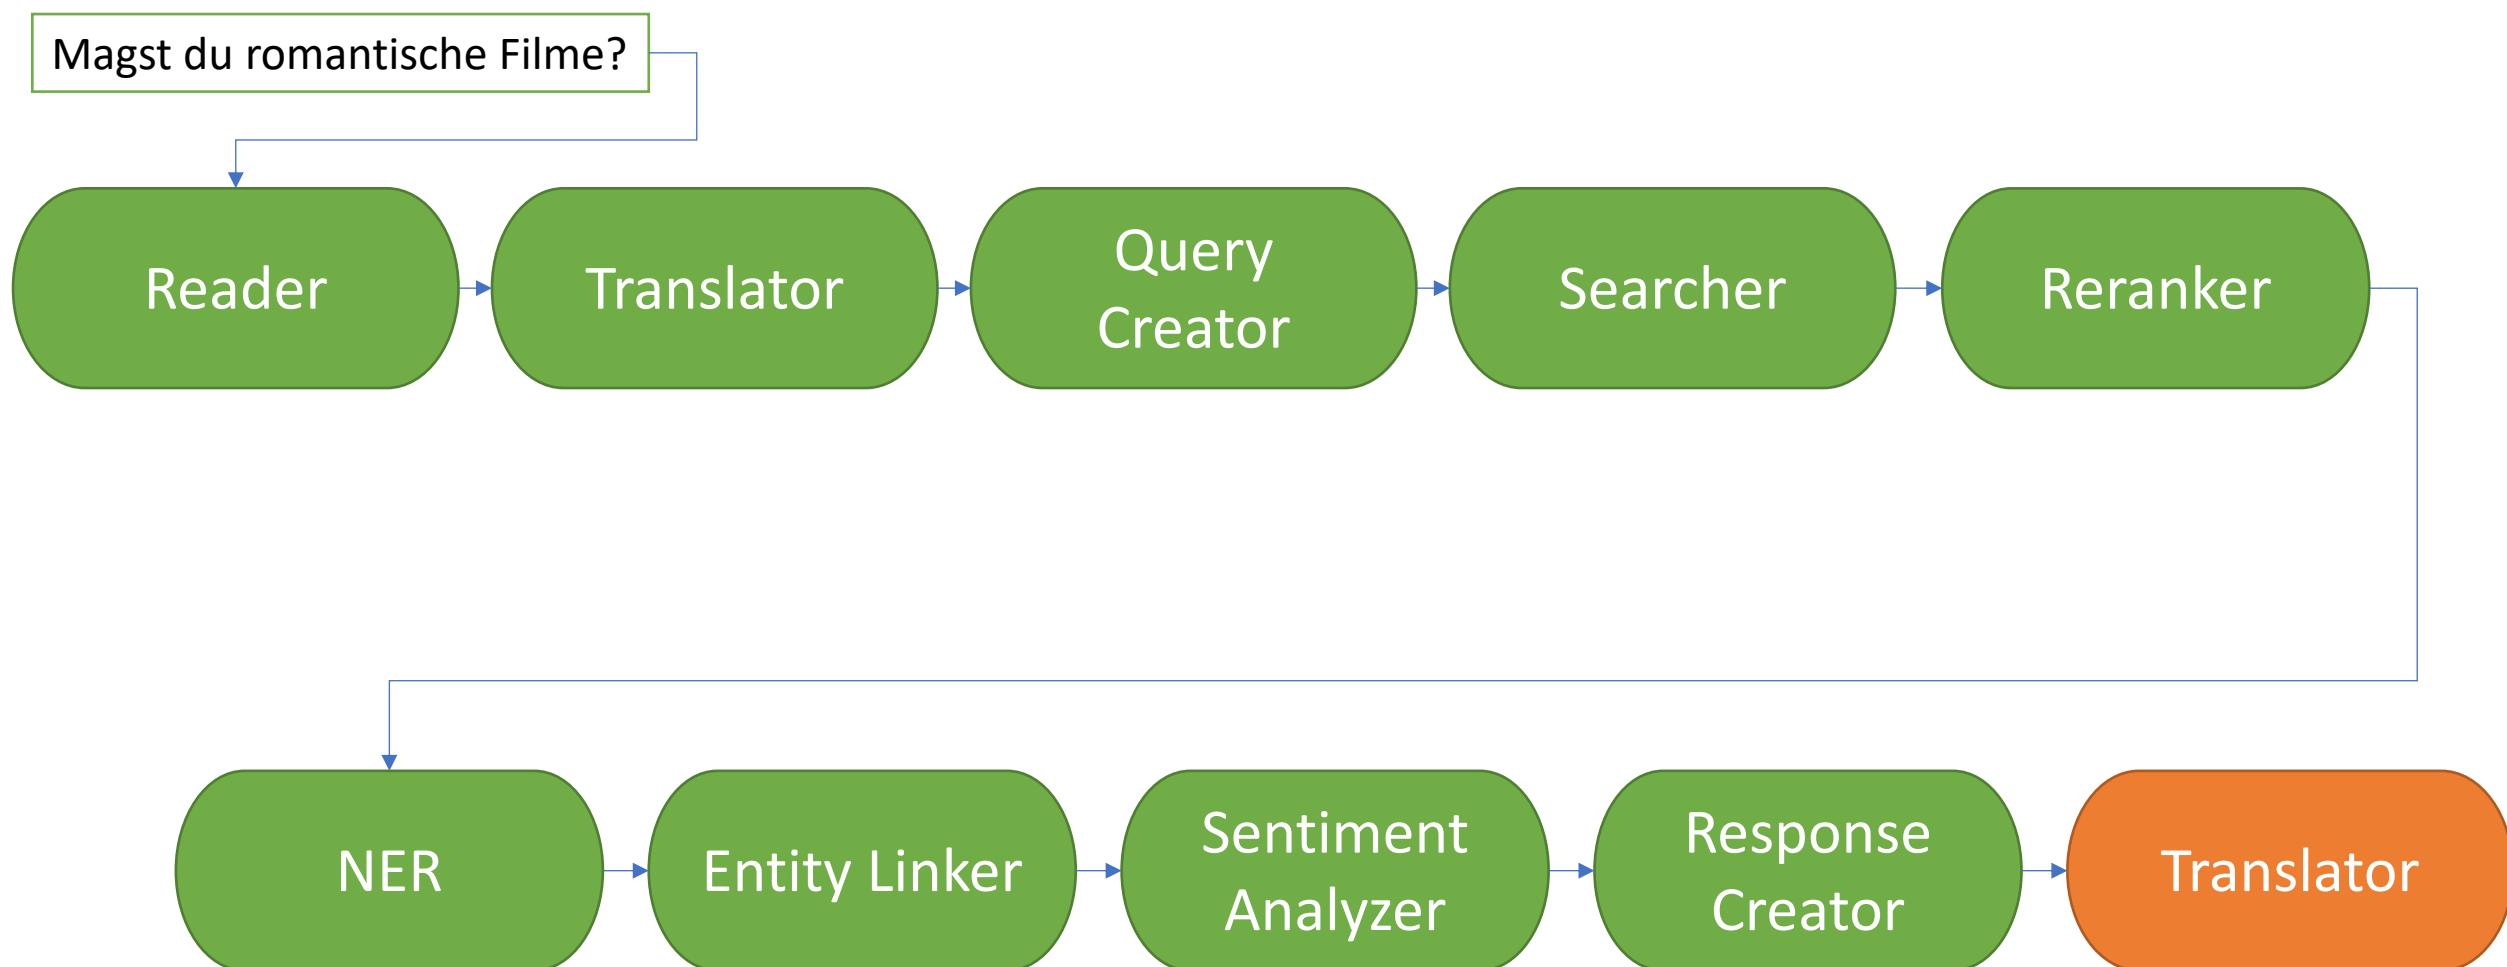 Magst du romantische Filme?
Reader
Translator
Query
Creator
Searcher
Reranker
NER
Entity Linker
Sentiment
Analyzer
Response
Creator
Translator